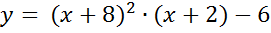 y = (x + 8)² · (x + 2) − 6